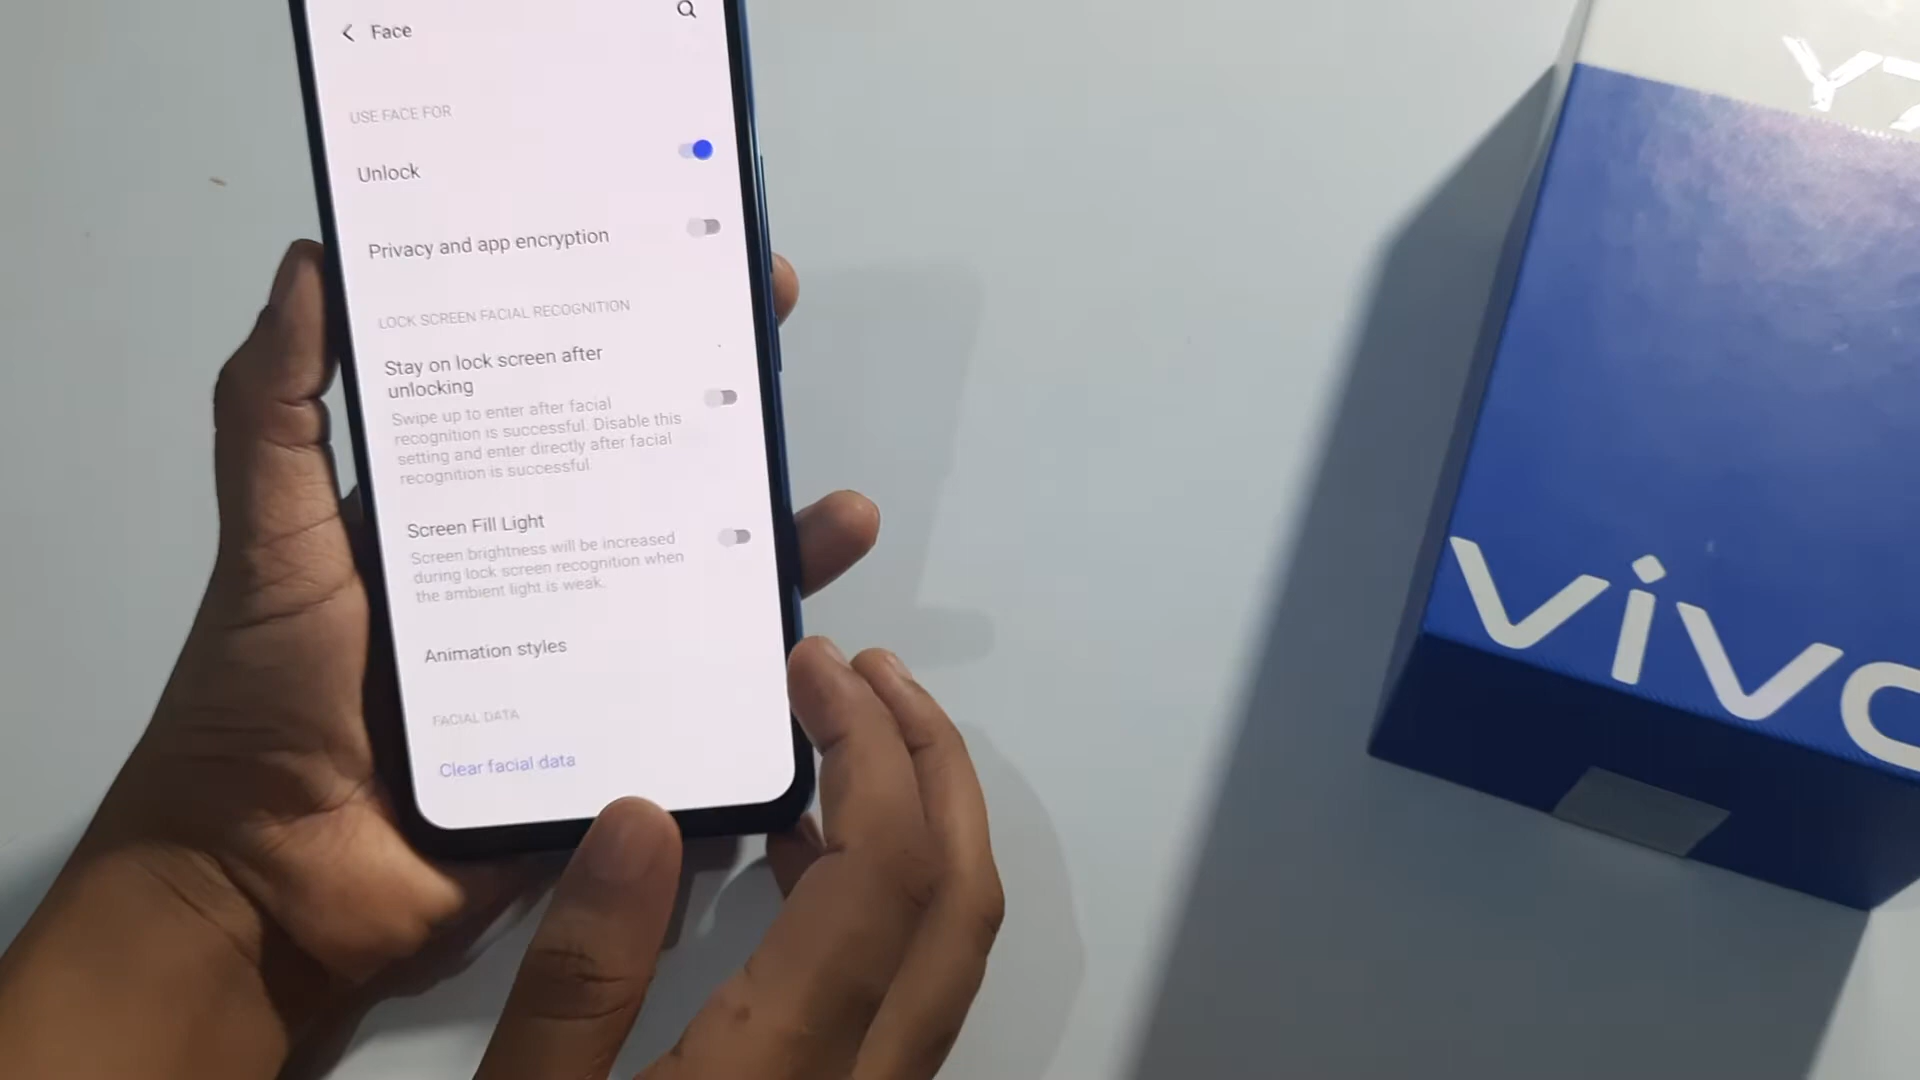 Face
USE FACE FOR
Unlock
Privacy and app encryption
LOCK SCREEN FACIAL RECOGNITION
Stay on lock screen after
unlocking
Swipe up to enter after facial
recognition is successful. Disable this
setting and enter directly after facial
recognition is successful
Screen Fill Light
Screen brightness will be increased
during lock screen recognition when
the ambient light is weak.
Animation styles
FACIAL DATA
Clear facial data
vivo